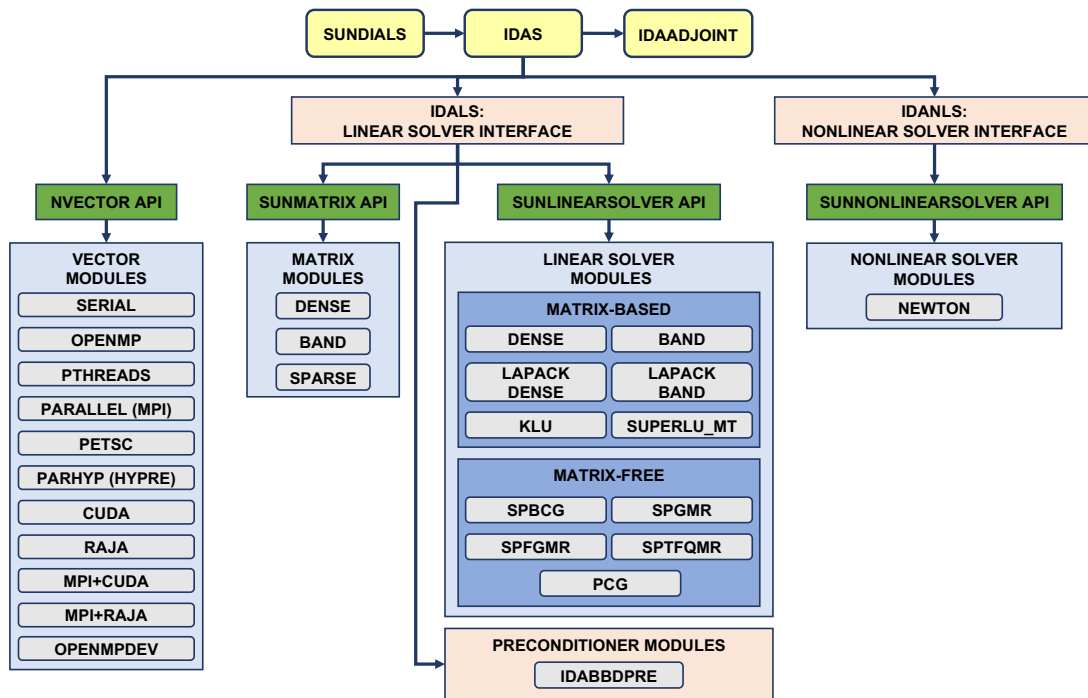 SUNDIALS
IDAS
IDAADJOINT
IDALS:
LINEAR SOLVER INTERFACE
IDANLS:
NONLINEAR SOLVER INTERFACE
NVECTOR API
SUNMATRIX API
SUNLINEARSOLVER API
SUNNONLINEARSOLVER API
VECTOR
MODULES
SERIAL
OPENMP
PTHREADS
PARALLEL (MPI)
PETSC
PARHYP (HYPRE)
CUDA
RAJA
MPI+CUDA
MPI+RAJA
OPENMPDEV
MATRIX
MODULES
DENSE
BAND
SPARSE
LINEAR SOLVER
MODULES
MATRIX-BASED
DENSE
BAND
LAPACK
DENSE
LAPACK
BAND
KLU
SUPERLU_MT
MATRIX-FREE
SPBCG
SPGMR
SPFGMR
SPTFQMR
PCG
PRECONDITIONER MODULES
IDABBDPRE
NONLINEAR SOLVER
MODULES
NEWTON